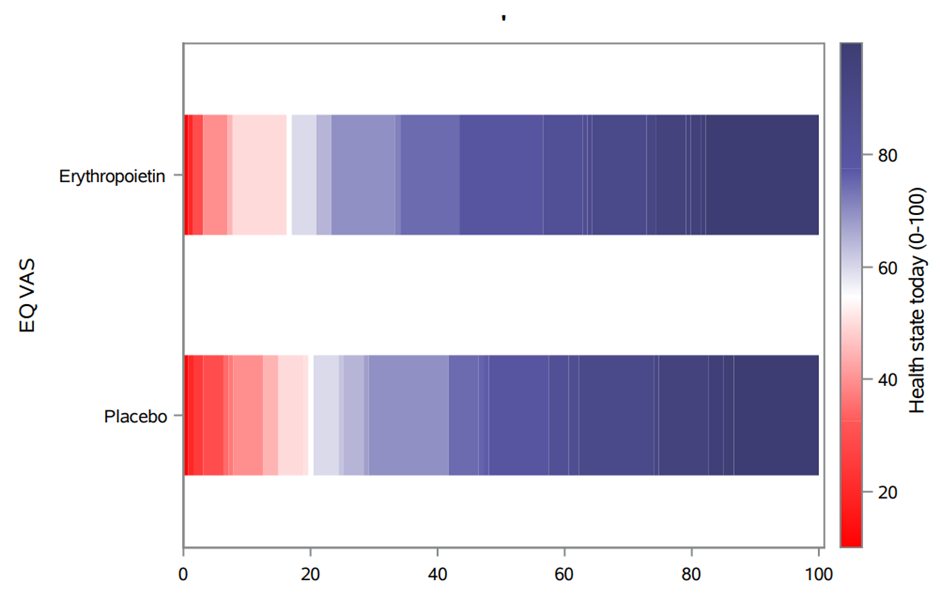 '
Erythropoietin
Placebo
EQ VAS
0 20 40 60 80 100
80
60
40
20
Health state today (0-100)